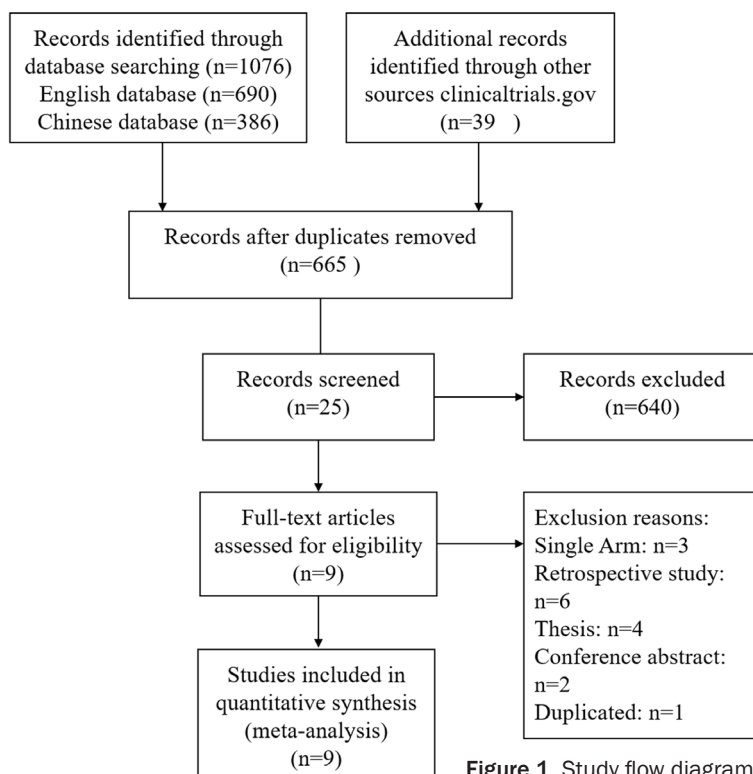 Records identified through
database searching (n=1076)
English database (n=690)
Chinese database (n=386)
Additional records
identified through other
sources clinicaltrials.gov
(n=39 )
Records after duplicates removed
(n=665 )
Records screened
(n=25)
Records excluded
(n=640)
Full-text articles
assessed for eligibility
(n=9)
Exclusion reasons:
Single Arm: n=3
Retrospective study:
n=6
Thesis: n=4
Conference abstract:
n=2
Duplicated: n=1
Studies included in
quantitative synthesis
(meta-analysis)
(n=9)
Figure 1. Study flow diagram